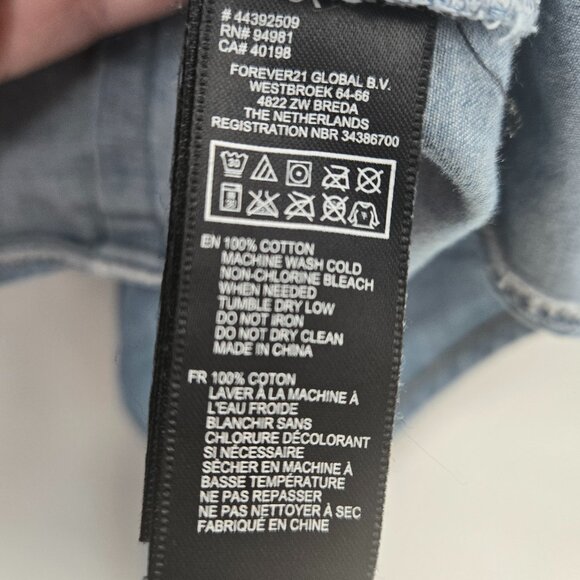 # 44392509
RN# 94981
CA# 40198
FOREVER21 GLOBAL B.V.
WESTBROEK 64-66
4822 ZW BREDA
THE NETHERLANDS
REGISTRATION NBR 34386700
30
EN 100% COTTON
MACHINE WASH COLD
NON-CHLORINE BLEACH
WHEN NEEDED
TUMBLE DRY LOW
DO NOT IRON
DO NOT DRY CLEAN
MADE IN CHINA
FR 100% COTON
LAVER À LA MACHINE À
L'EAU FROIDE
BLANCHIR SANS
CHLORURE DÉCOLORANT
SI NÉCESSAIRE
SÉCHER EN MACHINE À
BASSE TEMPÉRATURE
NE PAS REPASSER
NE PAS NETTOYER À SEC
FABRIQUÉ EN CHINE